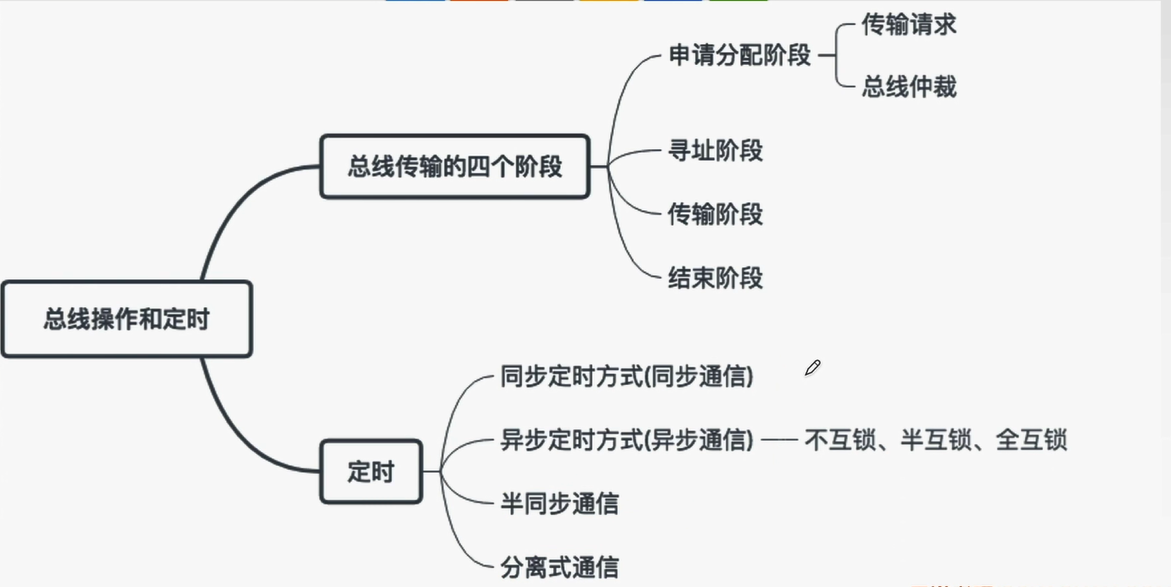 传输请求
申请分配阶段
总线仲裁
寻址阶段
总线传输的四个阶段
传输阶段
结束阶段
总线操作和定时
同步定时方式(同步通信)
异步定时方式(异步通信) 不互锁、半互锁、全互锁
定时
半同步通信
分离式通信